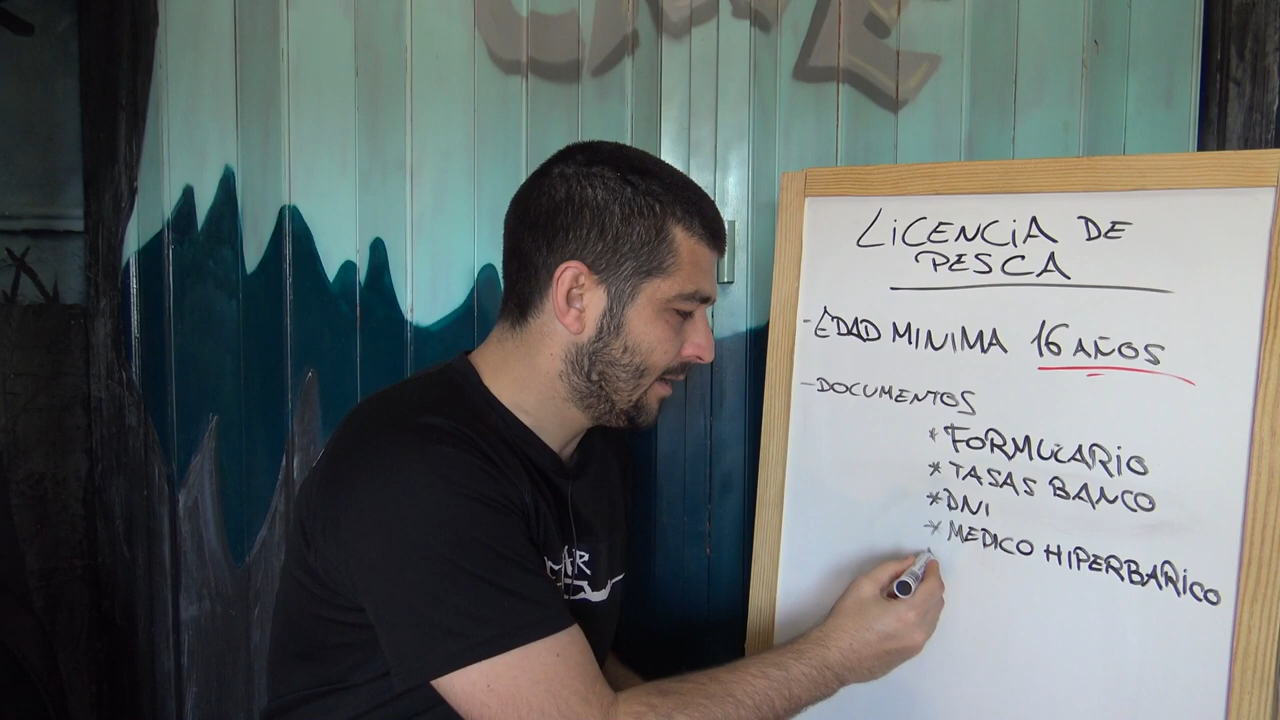 LICENCIA DE
PESCA
- EDAD MINIMA 16 AÑOS
- DOCUMENTOS
* FORMULARIO
* TASAS BANCO
* DNI
* MEDICO HIPERBARICO